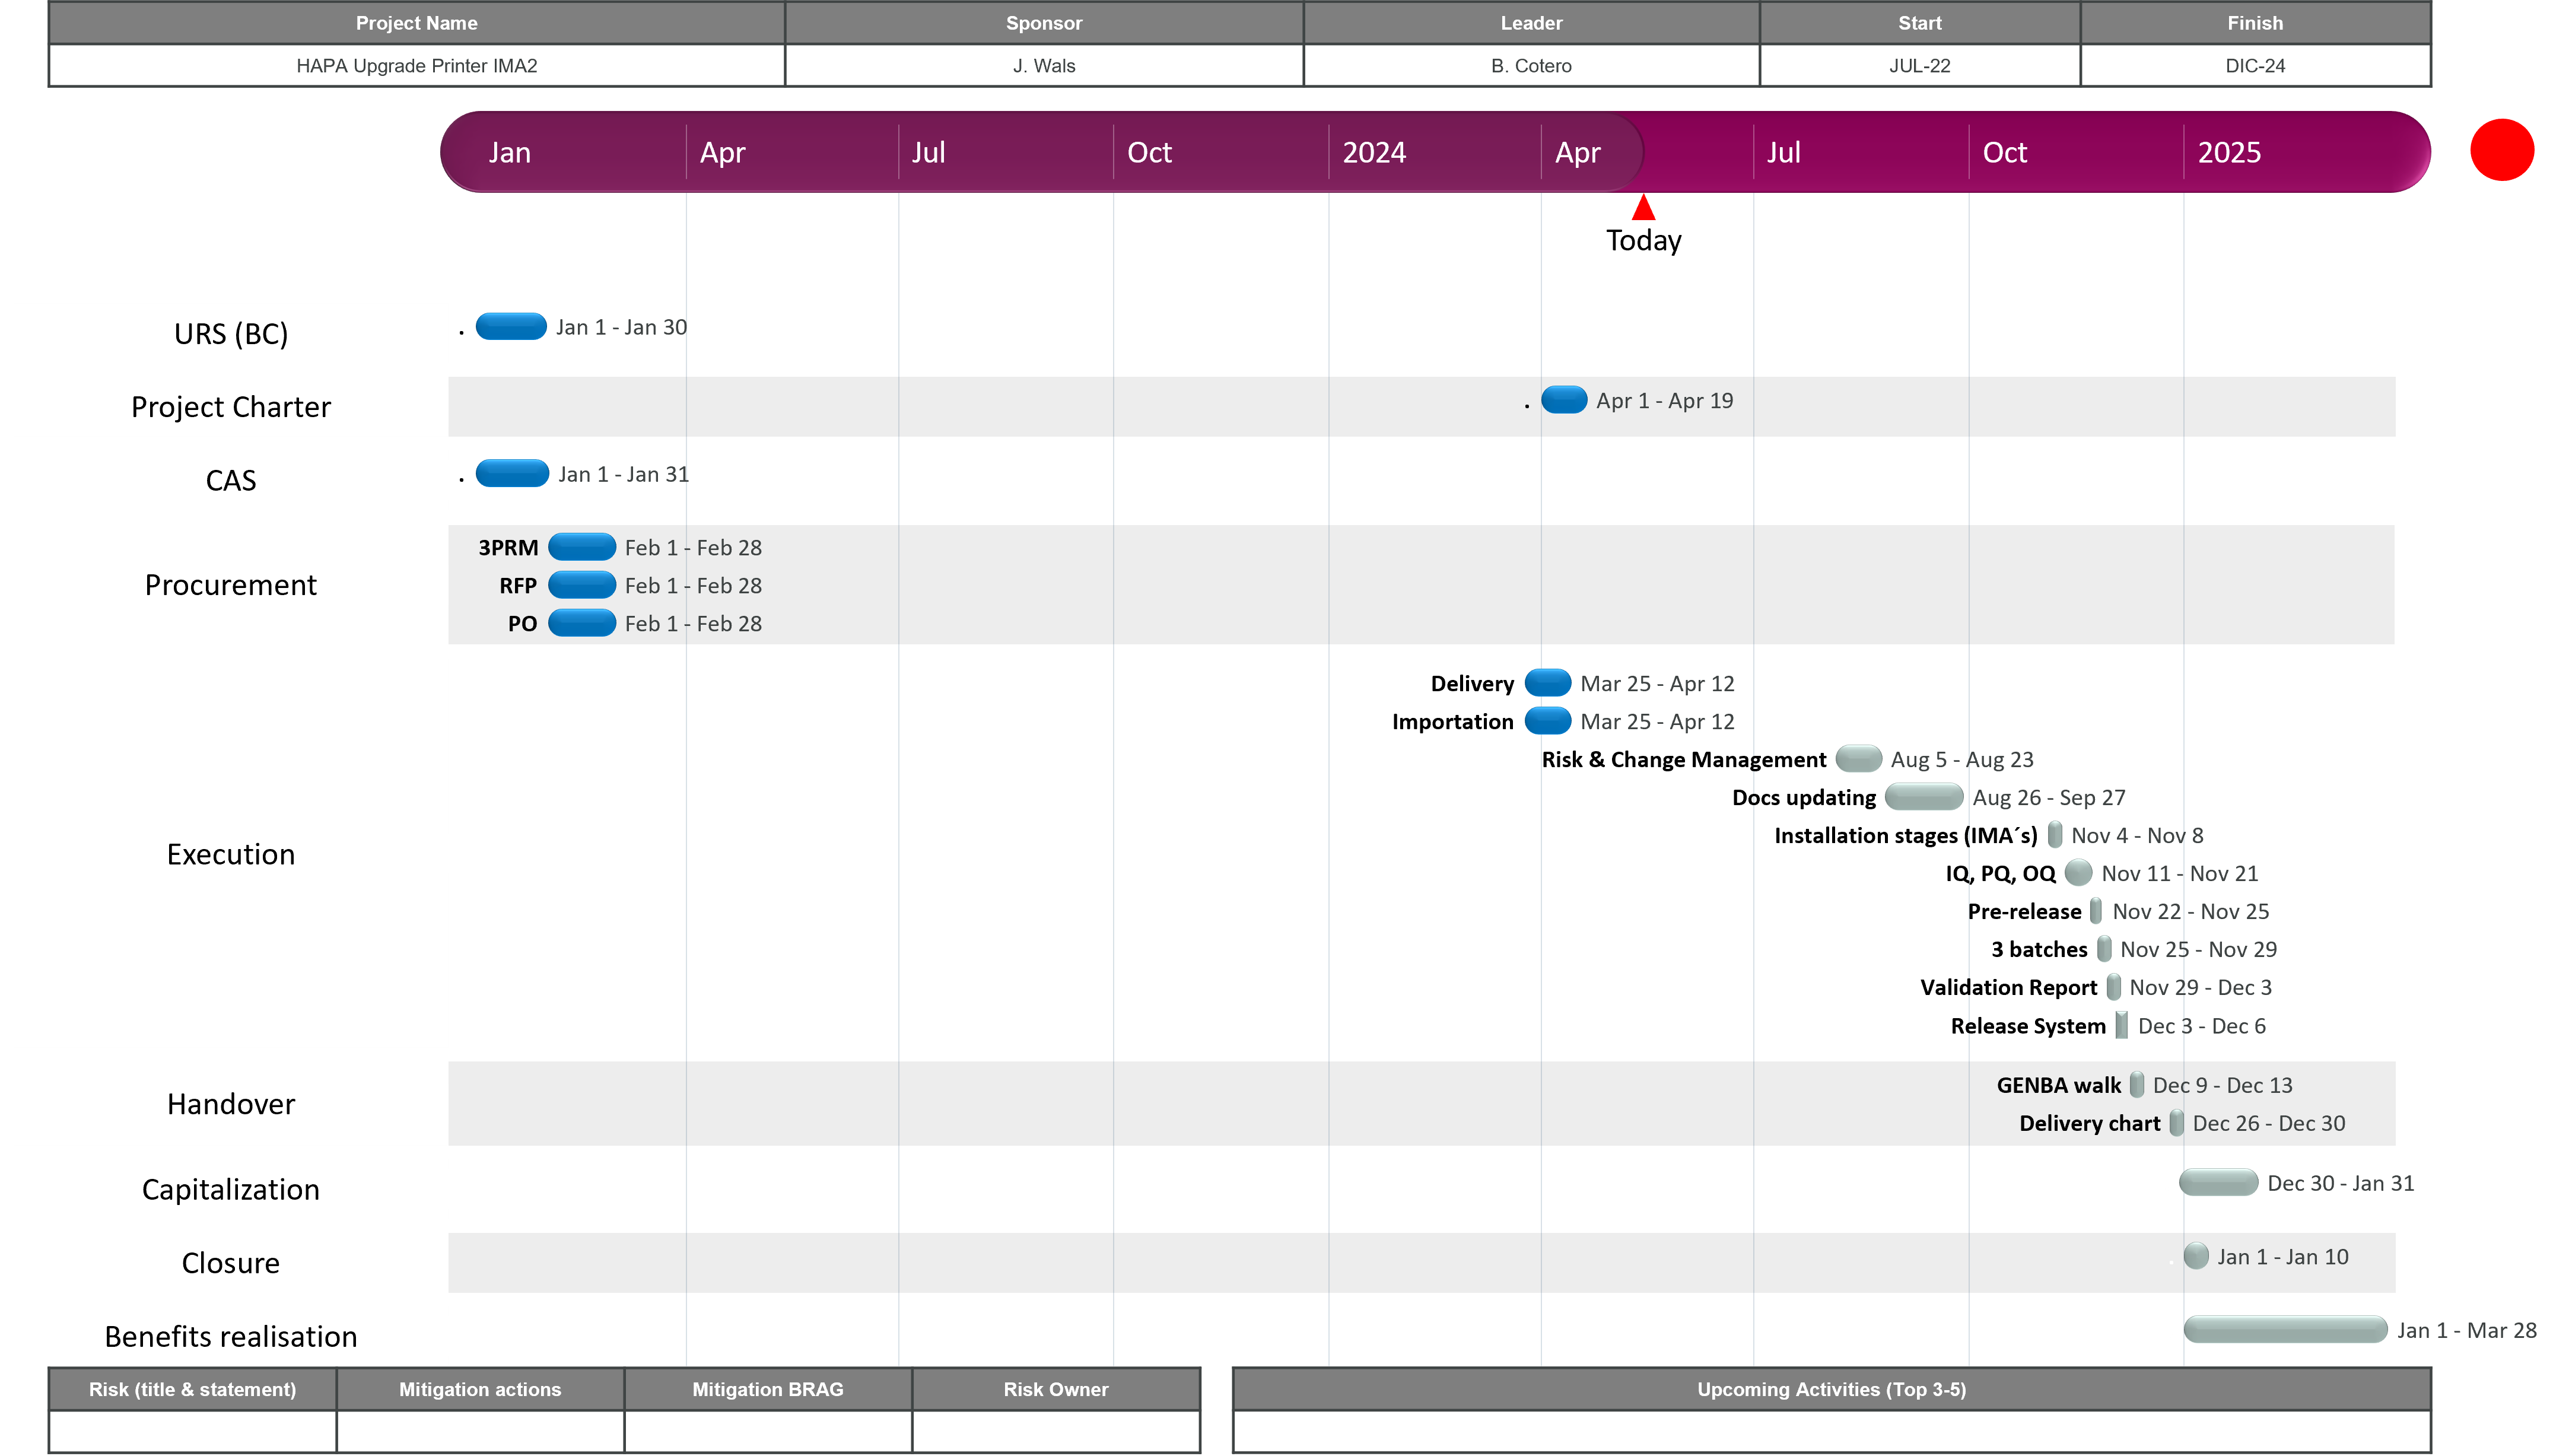 Project Name Sponsor Leader Start Finish
HAPA Upgrade Printer IMA2 J. Wals B. Cotero JUL-22 DIC-24
Jan Apr Jul Oct 2024 Apr Jul Oct 2025
Today
URS (BC) . Jan 1 - Jan 30
Project Charter . Apr 1 - Apr 19
CAS . Jan 1 - Jan 31
Procurement
3PRM Feb 1 - Feb 28
RFP Feb 1 - Feb 28
PO Feb 1 - Feb 28
Execution
Delivery Mar 25 - Apr 12
Importation Mar 25 - Apr 12
Risk & Change Management Aug 5 - Aug 23
Docs updating Aug 26 - Sep 27
Installation stages (IMA´s) Nov 4 - Nov 8
IQ, PQ, OQ Nov 11 - Nov 21
Pre-release Nov 22 - Nov 25
3 batches Nov 25 - Nov 29
Validation Report Nov 29 - Dec 3
Release System Dec 3 - Dec 6
Handover
GENBA walk Dec 9 - Dec 13
Delivery chart Dec 26 - Dec 30
Capitalization Dec 30 - Jan 31
Closure Jan 1 - Jan 10
Benefits realisation Jan 1 - Mar 28
Risk (title & statement) Mitigation actions Mitigation BRAG Risk Owner Upcoming Activities (Top 3-5)